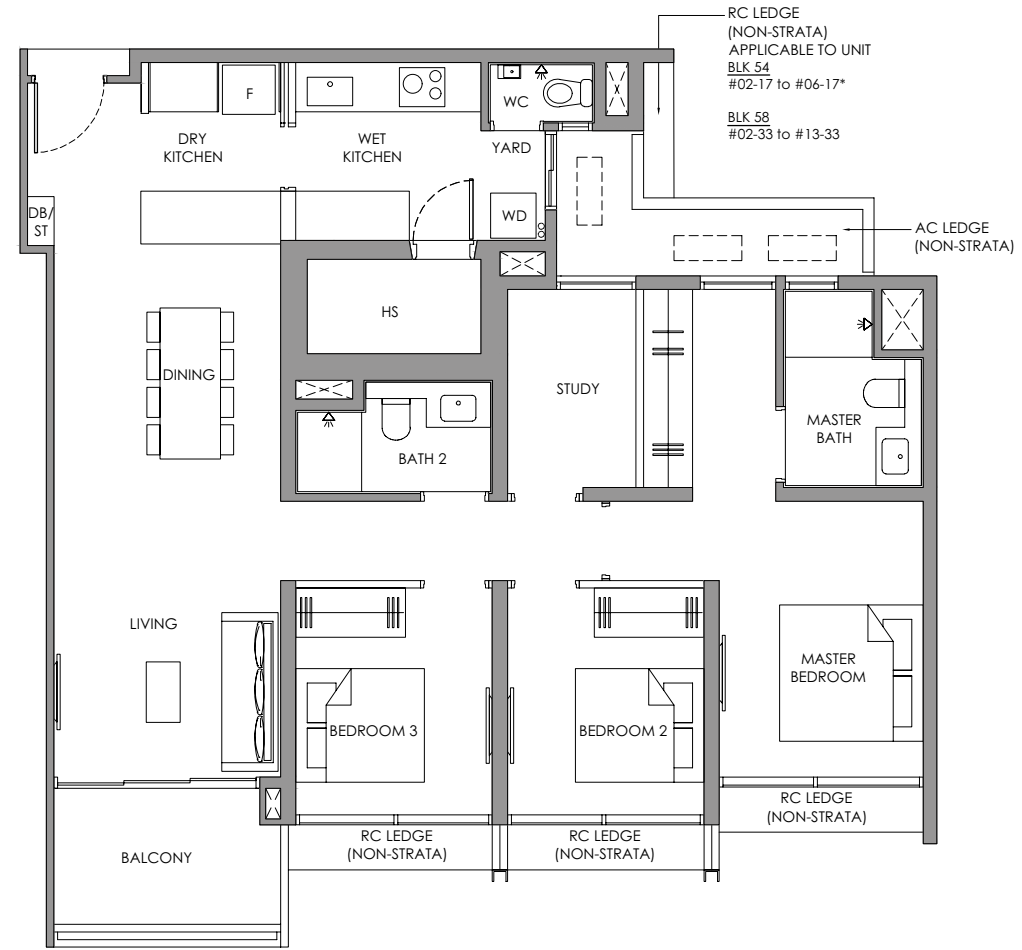 RC LEDGE
(NON-STRATA)
APPLICABLE TO UNIT
BLK 54
#02-17 to #06-17*
BLK 58
#02-33 to #13-33
F
WC
DRY
KITCHEN
WET
KITCHEN
YARD
DB/
ST
WD
AC LEDGE
(NON-STRATA)
HS
DINING
STUDY
MASTER
BATH
BATH 2
LIVING
MASTER
BEDROOM
BEDROOM 3
BEDROOM 2
RC LEDGE
(NON-STRATA)
RC LEDGE
(NON-STRATA)
RC LEDGE
(NON-STRATA)
BALCONY